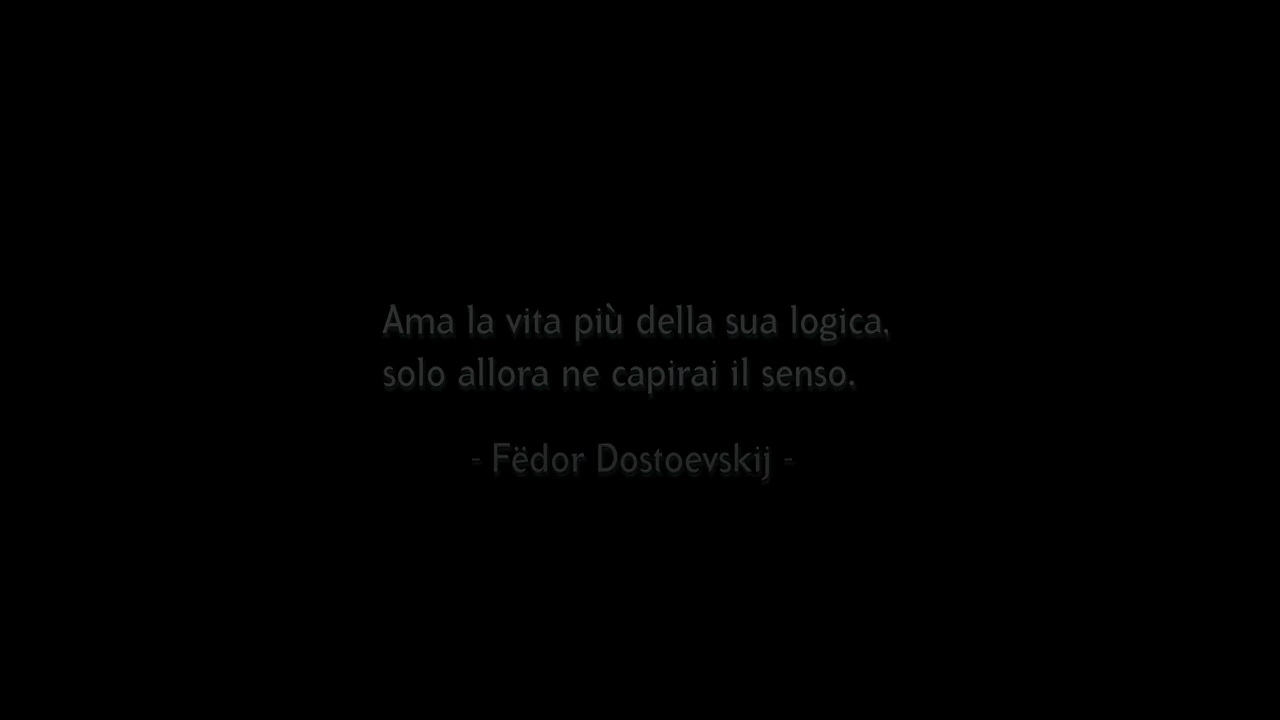 Ama la vita più della sua logica,
solo allora ne capirai il senso.
- Fëdor Dostoevskij -